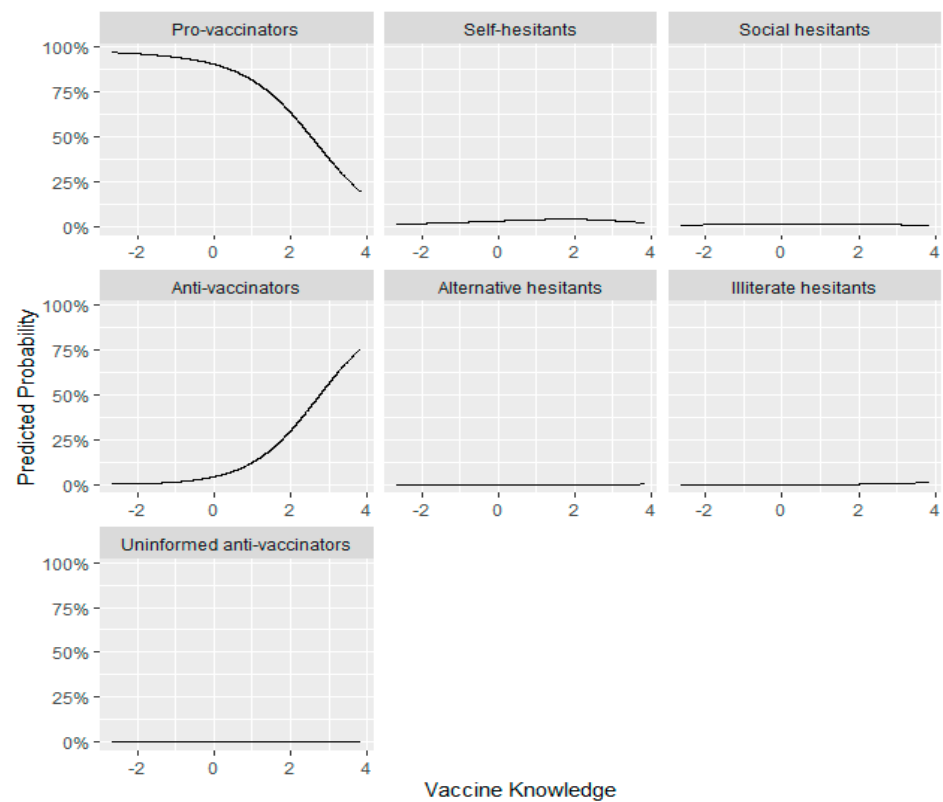 Pro-vaccinators Self-hesitants Social hesitants
100%
75%
50%
25%
0%
-2 0 2 4 -2 0 2 4 -2 0 2 4
Anti-vaccinators Alternative hesitants Illiterate hesitants
100%
75%
50%
25%
0%
-2 0 2 4 -2 0 2 4 -2 0 2 4
Uninformed anti-vaccinators
100%
75%
50%
25%
0%
-2 0 2 4
Predicted Probability
Vaccine Knowledge